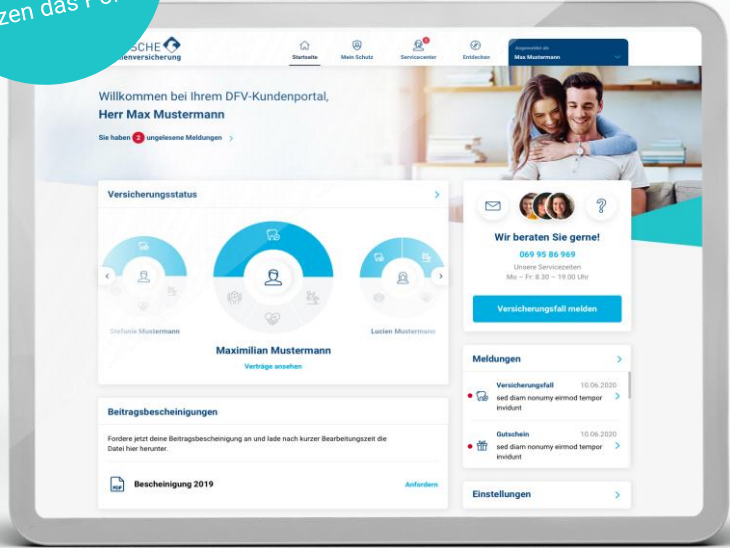 zen das Po
SCHE
enversicherung
Startseite
Mein Schutz
Servicecenter
Entdecken
Angemeldet als
Max Mustermann
Willkommen bei Ihrem DFV-Kundenportal,
Herr Max Mustermann
Sie haben 2 ungelesene Meldungen
Versicherungsstatus
Stefanie Mustermann
Maximilian Mustermann
Verträge ansehen
Lucien Mustermann
Wir beraten Sie gerne!
069 95 86 969
Unsere Servicezeiten
Mo – Fr: 8.30 – 19.00 Uhr
Versicherungsfall melden
Meldungen
Versicherungsfall 10.06.2020
sed diam nonumy eirmod tempor
invidunt
Gutschein 10.06.2020
sed diam nonumy eirmod tempor
invidunt
Einstellungen
Beitragsbescheinigungen
Fordere jetzt deine Beitragsbescheinigung an und lade nach kurzer Bearbeitungszeit die
Datei hier herunter.
PDF
Bescheinigung 2019
Anfordern